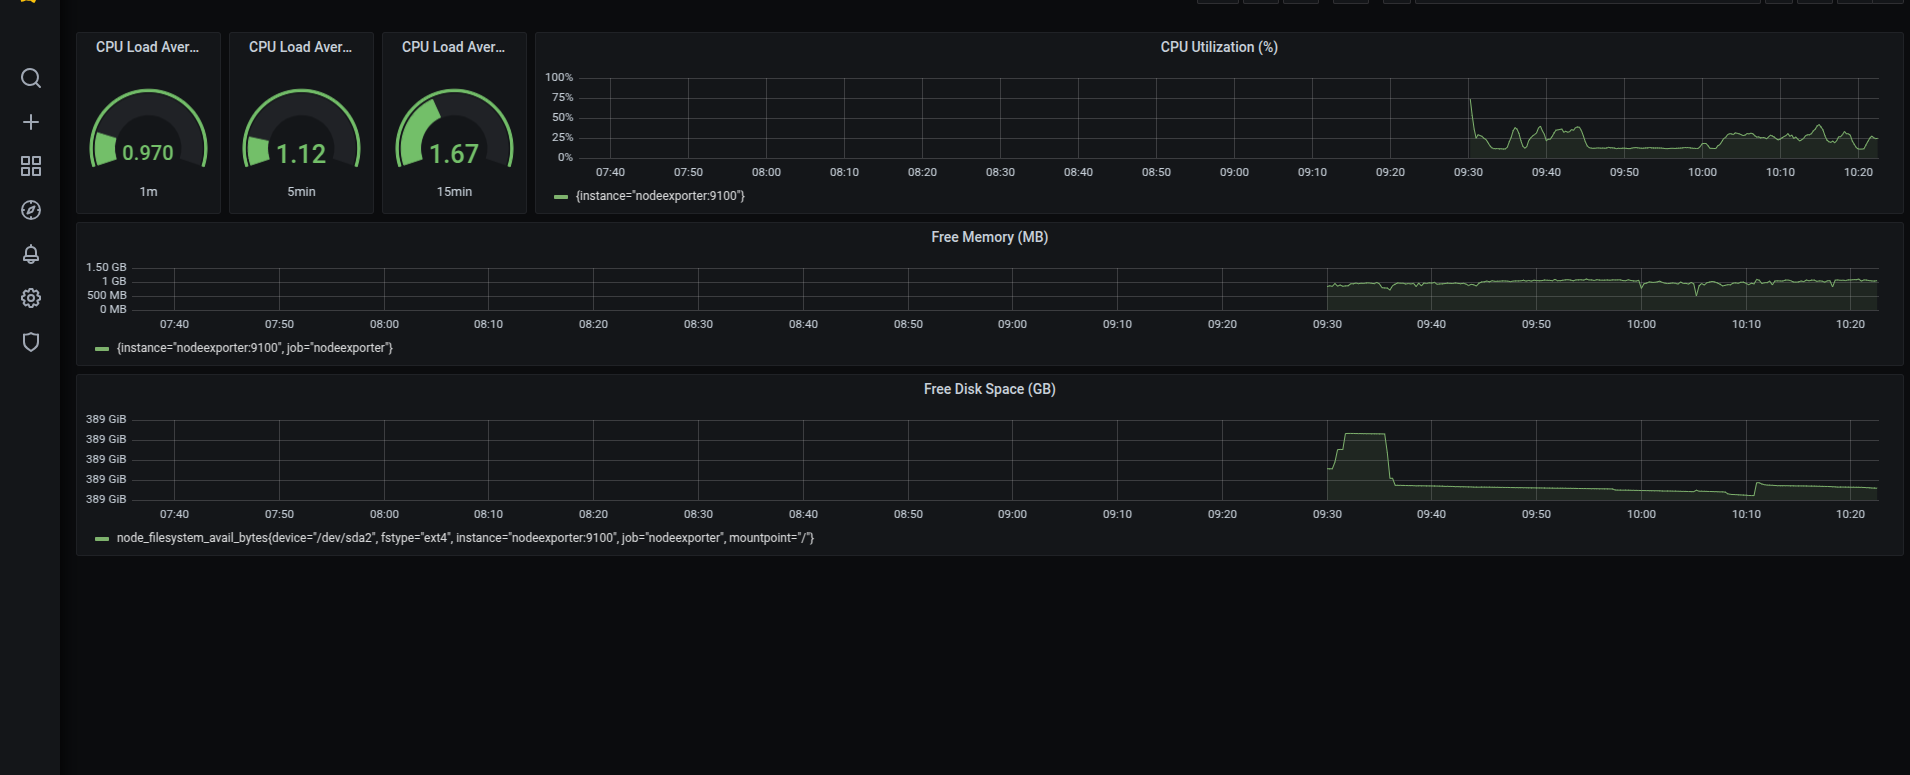 CPU Load Aver...
0.970
1m
CPU Load Aver...
1.12
5min
CPU Load Aver...
1.67
15min
CPU Utilization (%)
100%
75%
50%
25%
0%
07:40 07:50 08:00 08:10 08:20 08:30 08:40 08:50 09:00 09:10 09:20 09:30 09:40 09:50 10:00 10:10 10:20
{instance="nodeexporter:9100"}
Free Memory (MB)
1.50 GB
1 GB
500 MB
0 MB
07:40 07:50 08:00 08:10 08:20 08:30 08:40 08:50 09:00 09:10 09:20 09:30 09:40 09:50 10:00 10:10 10:20
{instance="nodeexporter:9100", job="nodeexporter"}
Free Disk Space (GB)
389 GiB
389 GiB
389 GiB
389 GiB
389 GiB
07:40 07:50 08:00 08:10 08:20 08:30 08:40 08:50 09:00 09:10 09:20 09:30 09:40 09:50 10:00 10:10 10:20
node_filesystem_avail_bytes{device="/dev/sda2", fstype="ext4", instance="nodeexporter:9100", job="nodeexporter", mountpoint="/"}